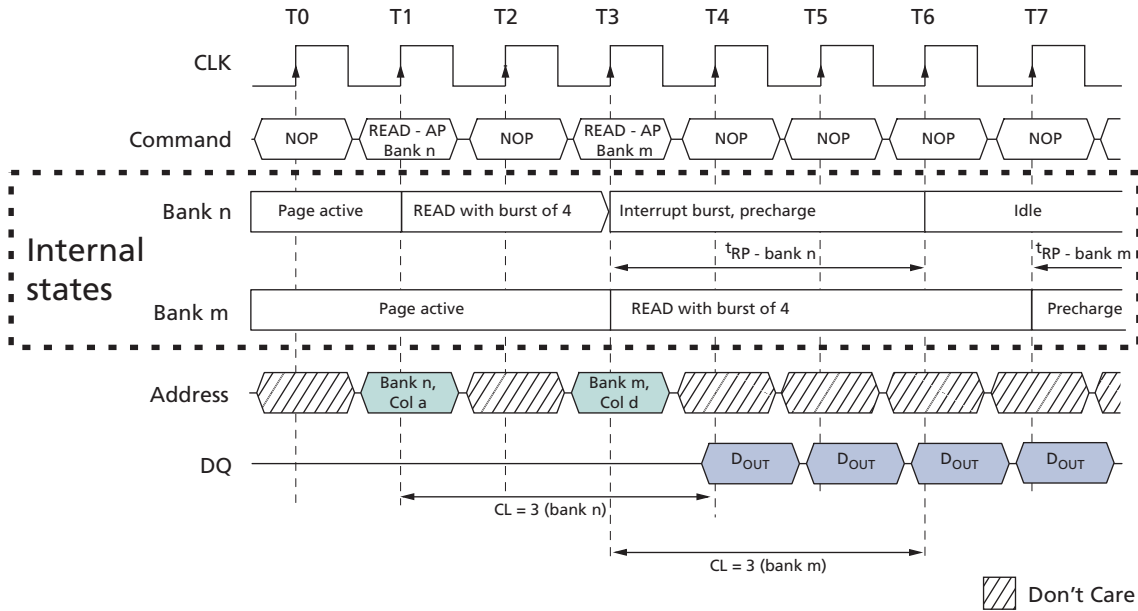 T0 T1 T2 T3 T4 T5 T6 T7
CLK
Command NOP READ - AP Bank n NOP READ - AP Bank m NOP NOP NOP NOP
Bank n Page active READ with burst of 4 Interrupt burst, precharge Idle
Internal states
tRP - bank n tRP - bank m
Bank m Page active READ with burst of 4 Precharge
Address Bank n, Col a Bank m, Col d
DQ DOUT DOUT DOUT DOUT
CL = 3 (bank n)
CL = 3 (bank m)
Don't Care